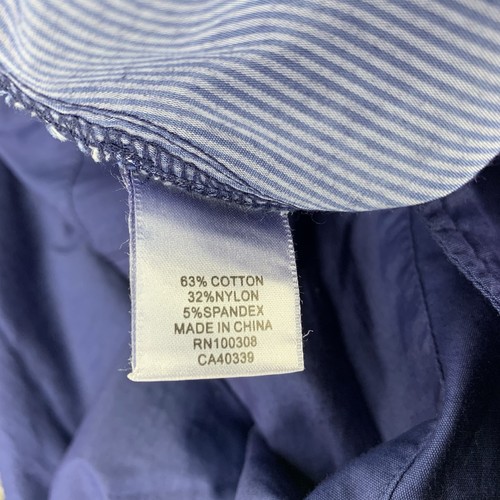 63% COTTON
32%NYLON
5%SPANDEX
MADE IN CHINA
RN100308
CA40339